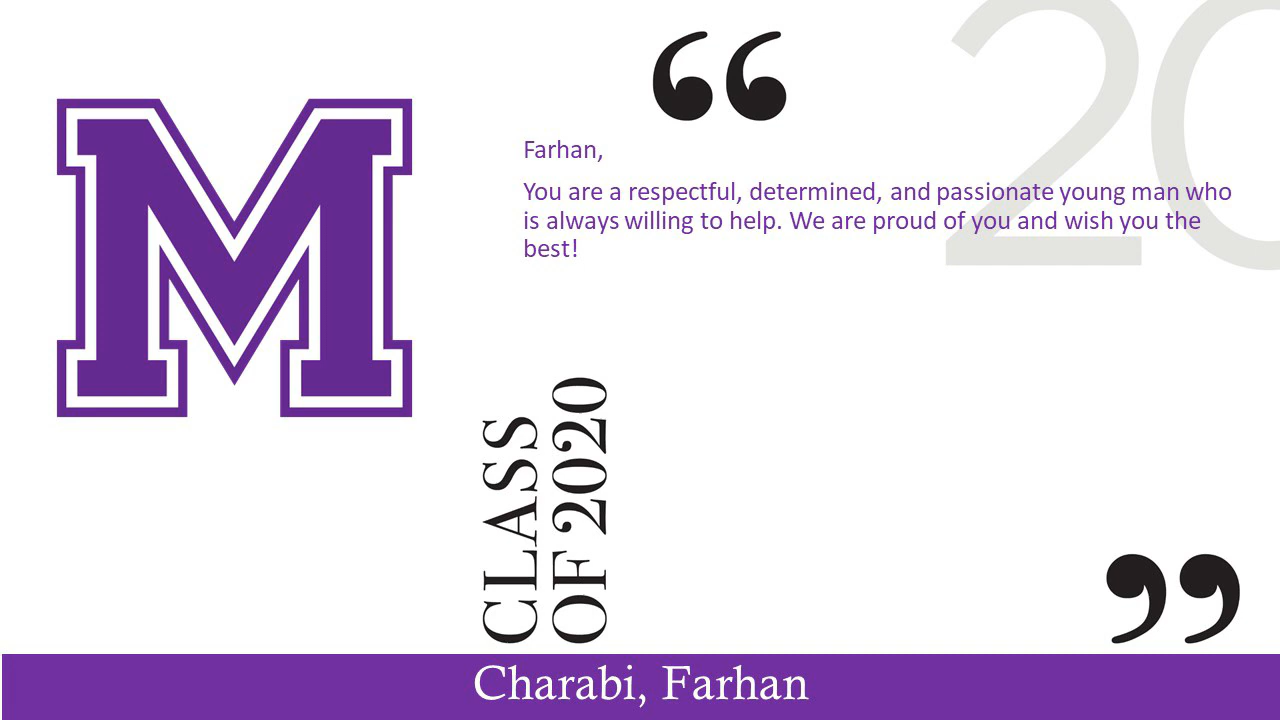 20
M
“
Farhan,
You are a respectful, determined, and passionate young man who
is always willing to help. We are proud of you and wish you the
best!
CLASS
OF 2020
”
Charabi, Farhan